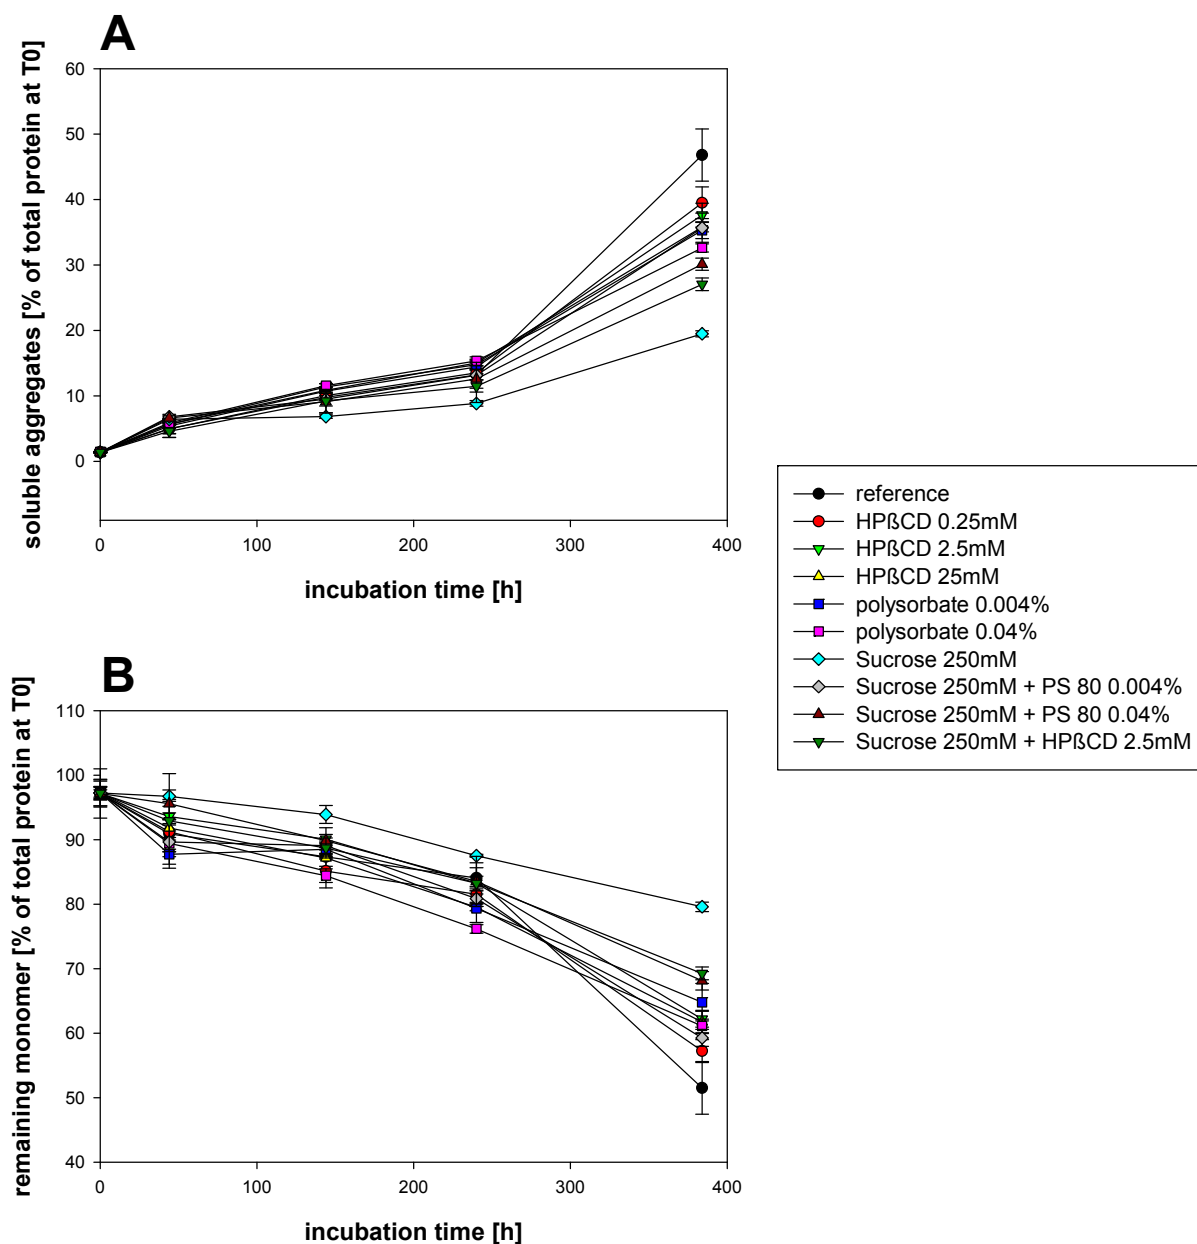 A
soluble aggregates [% of total protein at T0]
60
50
40
30
20
10
0
0 100 200 300 400
incubation time [h]
reference
HPßCD 0.25mM
HPßCD 2.5mM
HPßCD 25mM
polysorbate 0.004%
polysorbate 0.04%
Sucrose 250mM
Sucrose 250mM + PS 80 0.004%
Sucrose 250mM + PS 80 0.04%
Sucrose 250mM + HPßCD 2.5mM
B
remaining monomer [% of total protein at T0]
110
100
90
80
70
60
50
40
0 100 200 300 400
incubation time [h]